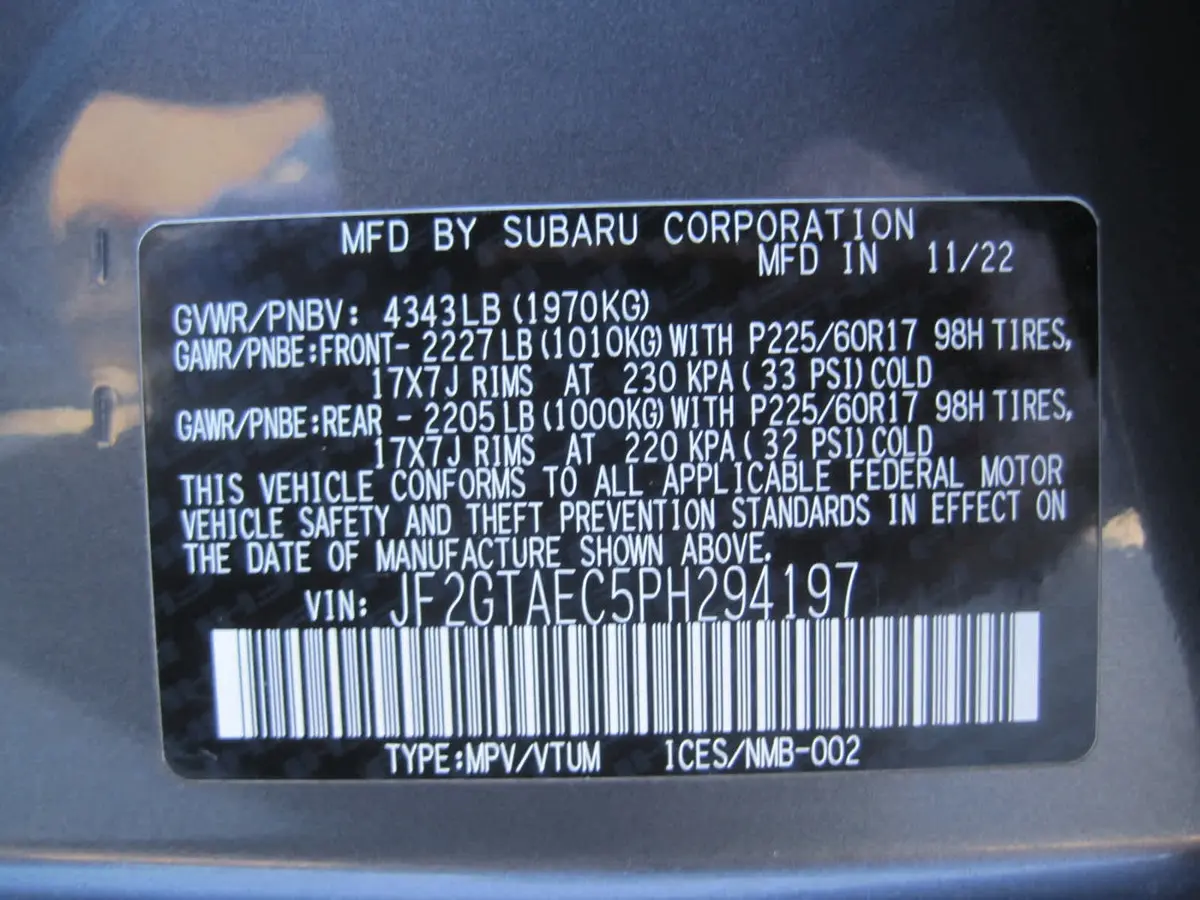 MFD BY SUBARU CORPORATION
MFD IN 11/22
GVWR/PNBV: 4343LB (1970KG)
GAWR/PNBE:FRONT- 2227 LB (1010KG) WITH P225/60R17 98H TIRES,
17X7J RIMS AT 230 KPA ( 33 PSI) COLD
GAWR/PNBE:REAR - 2205 LB (1000KG) WITH P225/60R17 98H TIRES,
17X7J RIMS AT 220 KPA ( 32 PSI) COLD
THIS VEHICLE CONFORMS TO ALL APPLICABLE FEDERAL MOTOR
VEHICLE SAFETY AND THEFT PREVENTION STANDARDS IN EFFECT ON
THE DATE OF MANUFACTURE SHOWN ABOVE.
VIN: JF2GTAEC5PH294197
TYPE:MPV/VTUM ICES/NMB-002